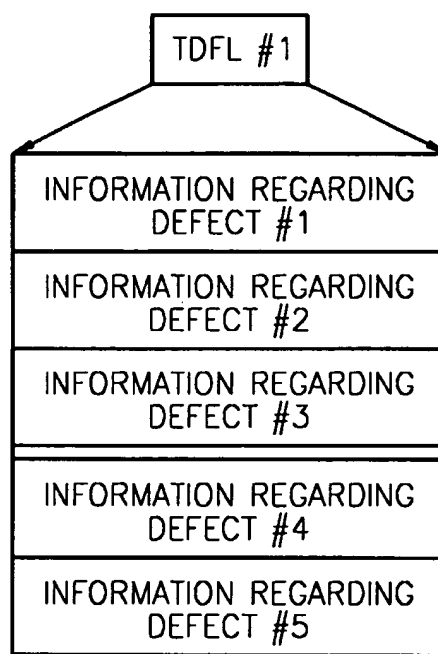 TDFL #1
INFORMATION REGARDING
DEFECT #1
INFORMATION REGARDING
DEFECT #2
INFORMATION REGARDING
DEFECT #3
INFORMATION REGARDING
DEFECT #4
INFORMATION REGARDING
DEFECT #5